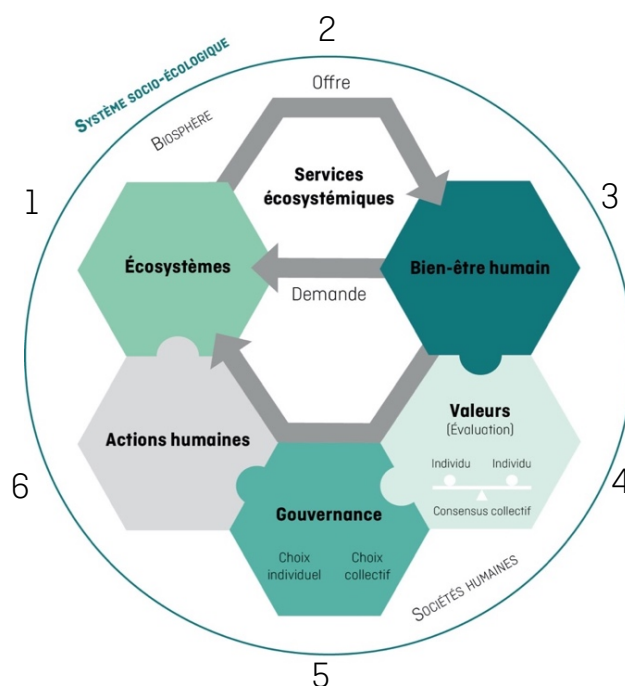 2
SYSTÈME SOCIO-ÉCOLOGIQUE
BIOSPHÈRE
Offre
Services
écosystémiques
1
3
Écosystèmes
Bien-être humain
Demande
Valeurs
(Évaluation)
Actions humaines
Individu
Individu
6
4
Consensus collectif
Gouvernance
Choix
individuel
Choix
collectif
SOCIÉTÉS HUMAINES
5